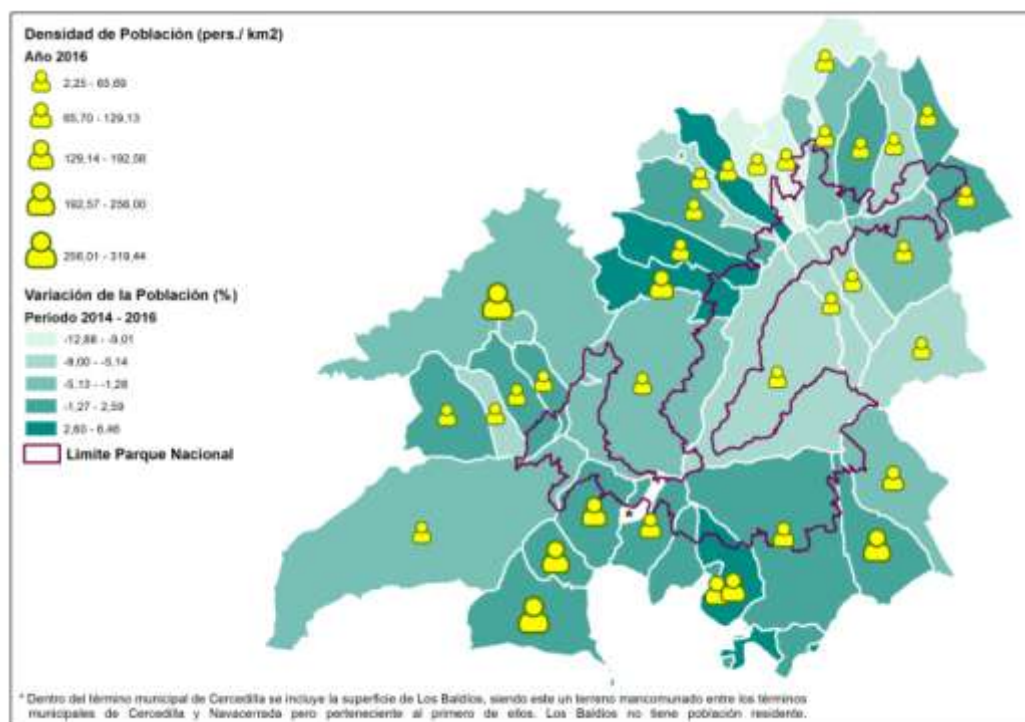 Densidad de Población (pers./ km2)
Año 2016
2,25 - 65,69
65,70 - 129,13
129,14 - 192,56
192,57 - 256,00
256,01 - 319,44
Variación de la Población (%)
Periodo 2014 - 2016
-12,88 - -9,01
-9,00 - -5,14
-5,13 - -1,28
-1,27 - 2,59
2,60 - 6,46
Limite Parque Nacional
* Dentro del término municipal de Cercedilla se incluye la superficie de Los Baldíos, siendo este un terreno mancomunado entre los términos
municipales de Cercedilla y Navacerrada pero perteneciente al primero de ellos. Los Baldíos no tiene población residente.